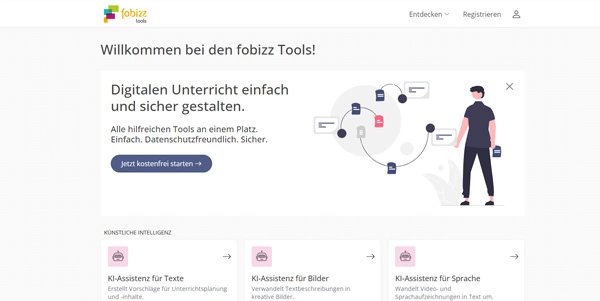 fobizz
tools
Entdecken
Registrieren
Willkommen bei den fobizz Tools!
Digitalen Unterricht einfach
und sicher gestalten.
Alle hilfreichen Tools an einem Platz.
Einfach. Datenschutzfreundlich. Sicher.
Jetzt kostenfrei starten →
KÜNSTLICHE INTELLIGENZ
KI-Assistenz für Texte
Erstellt Vorschläge für Unterrichtsplanung
und -inhalte.
KI-Assistenz für Bilder
Verwandelt Textbeschreibungen in
kreative Bilder.
KI-Assistenz für Sprache
Wandelt Video- und
Sprachaufzeichnungen in Text um.